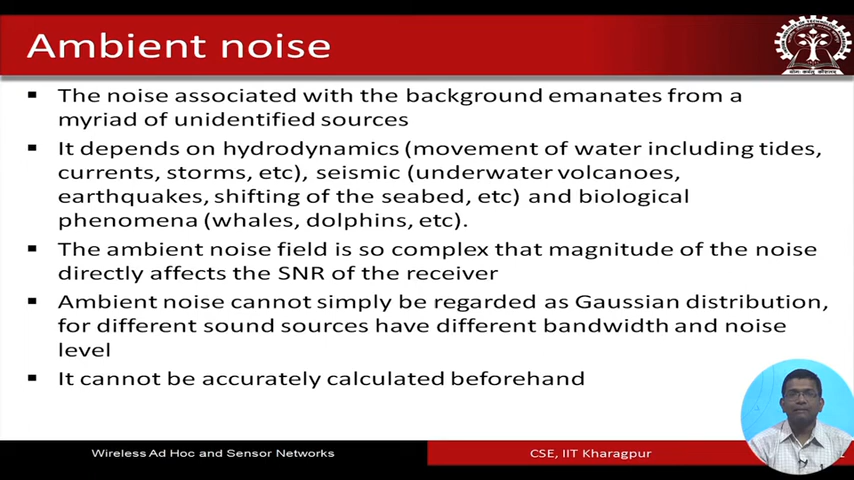 Ambient noise
▪ The noise associated with the background emanates from a
myriad of unidentified sources
▪ It depends on hydrodynamics (movement of water including tides,
currents, storms, etc), seismic (underwater volcanoes,
earthquakes, shifting of the seabed, etc) and biological
phenomena (whales, dolphins, etc).
▪ The ambient noise field is so complex that magnitude of the noise
directly affects the SNR of the receiver
▪ Ambient noise cannot simply be regarded as Gaussian distribution,
for different sound sources have different bandwidth and noise
level
▪ It cannot be accurately calculated beforehand
Wireless Ad Hoc and Sensor Networks
CSE, IIT Kharagpur